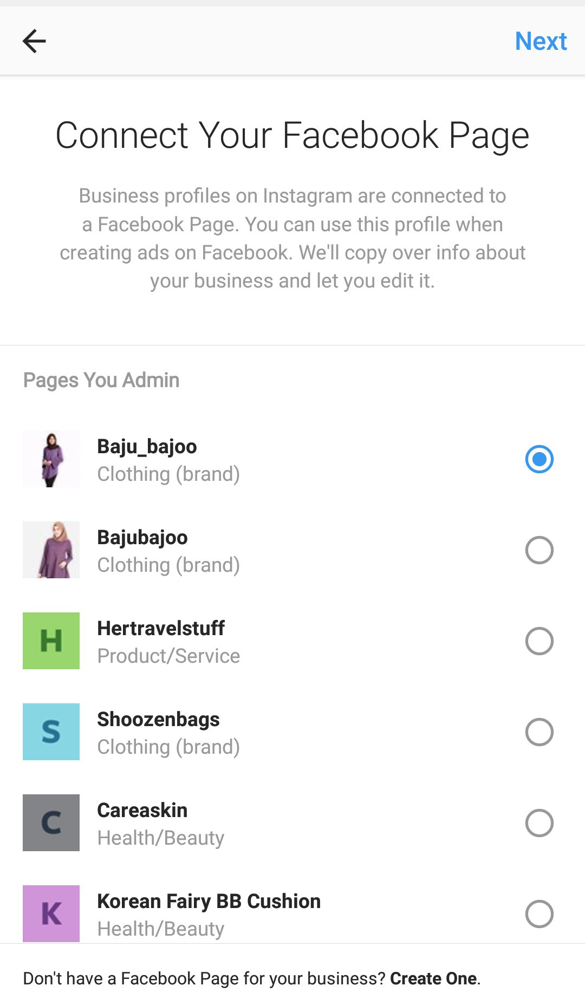 Next
Connect Your Facebook Page
Business profiles on Instagram are connected to
a Facebook Page. You can use this profile when
creating ads on Facebook. We'll copy over info about
your business and let you edit it.
Pages You Admin
Baju_bajoo
Clothing (brand)
Bajubajoo
Clothing (brand)
H
Hertravelstuff
Product/Service
S
Shoozenbags
Clothing (brand)
C
Careaskin
Health/Beauty
K
Korean Fairy BB Cushion
Health/Beauty
Don't have a Facebook Page for your business? Create One.